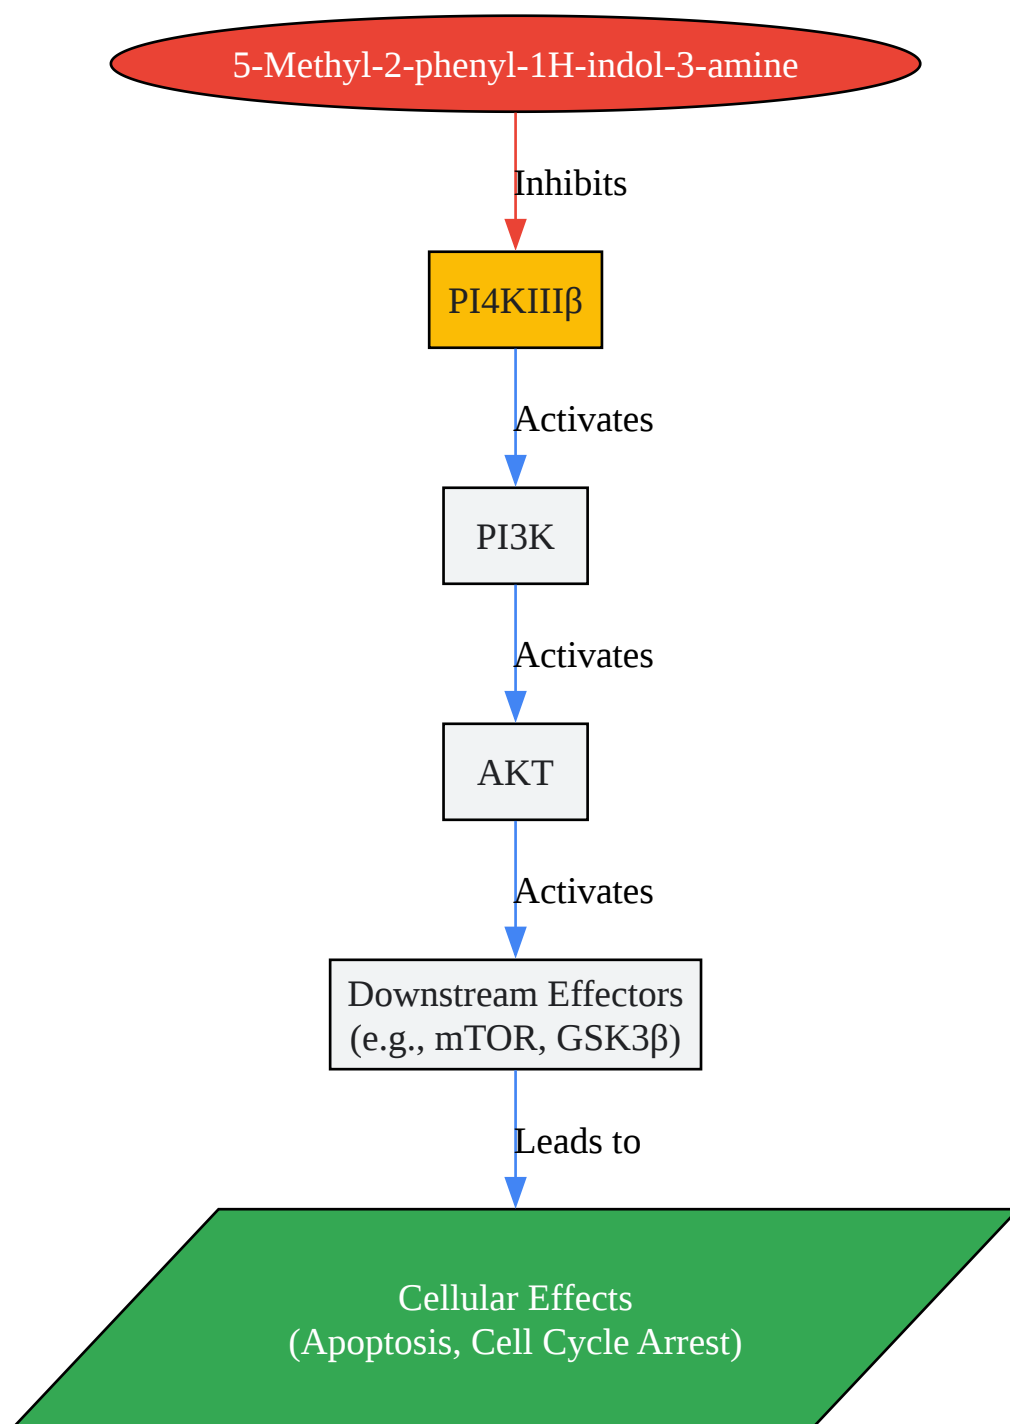 5-Methyl-2-phenyl-1H-indol-3-amine
Inhibits
PI4KIIIβ
Activates
PI3K
Activates
AKT
Activates
Downstream Effectors
(e.g., mTOR, GSK3β)
Leads to
Cellular Effects
(Apoptosis, Cell Cycle Arrest)